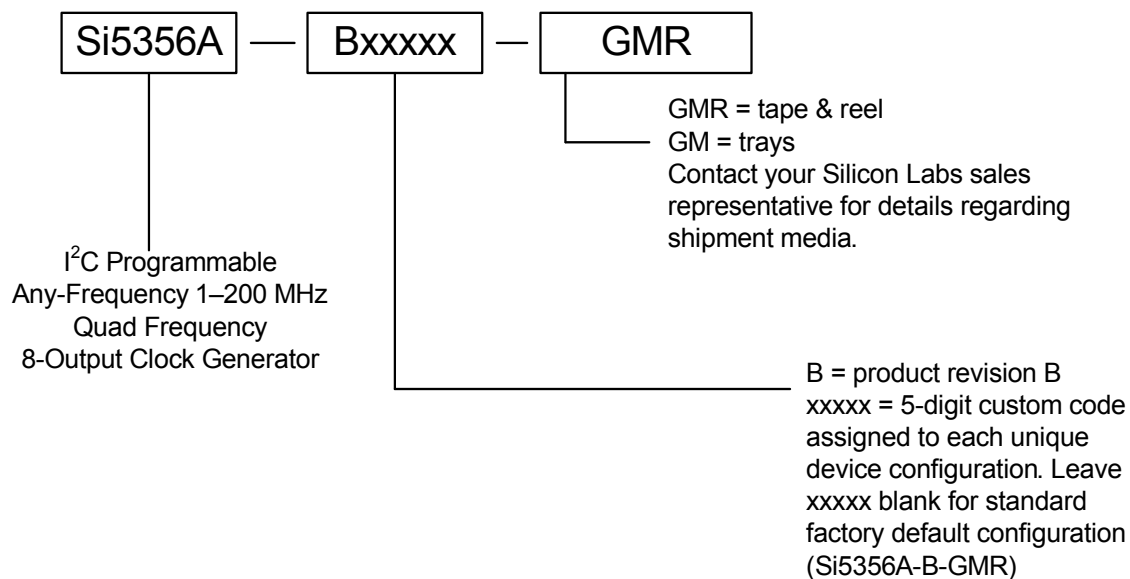 Si5356A — Bxxxxx — GMR
GMR = tape & reel
GM = trays
Contact your Silicon Labs sales
representative for details regarding
shipment media.
I²C Programmable
Any-Frequency 1–200 MHz
Quad Frequency
8-Output Clock Generator
B = product revision B
xxxxx = 5-digit custom code
assigned to each unique
device configuration. Leave
xxxxx blank for standard
factory default configuration
(Si5356A-B-GMR)